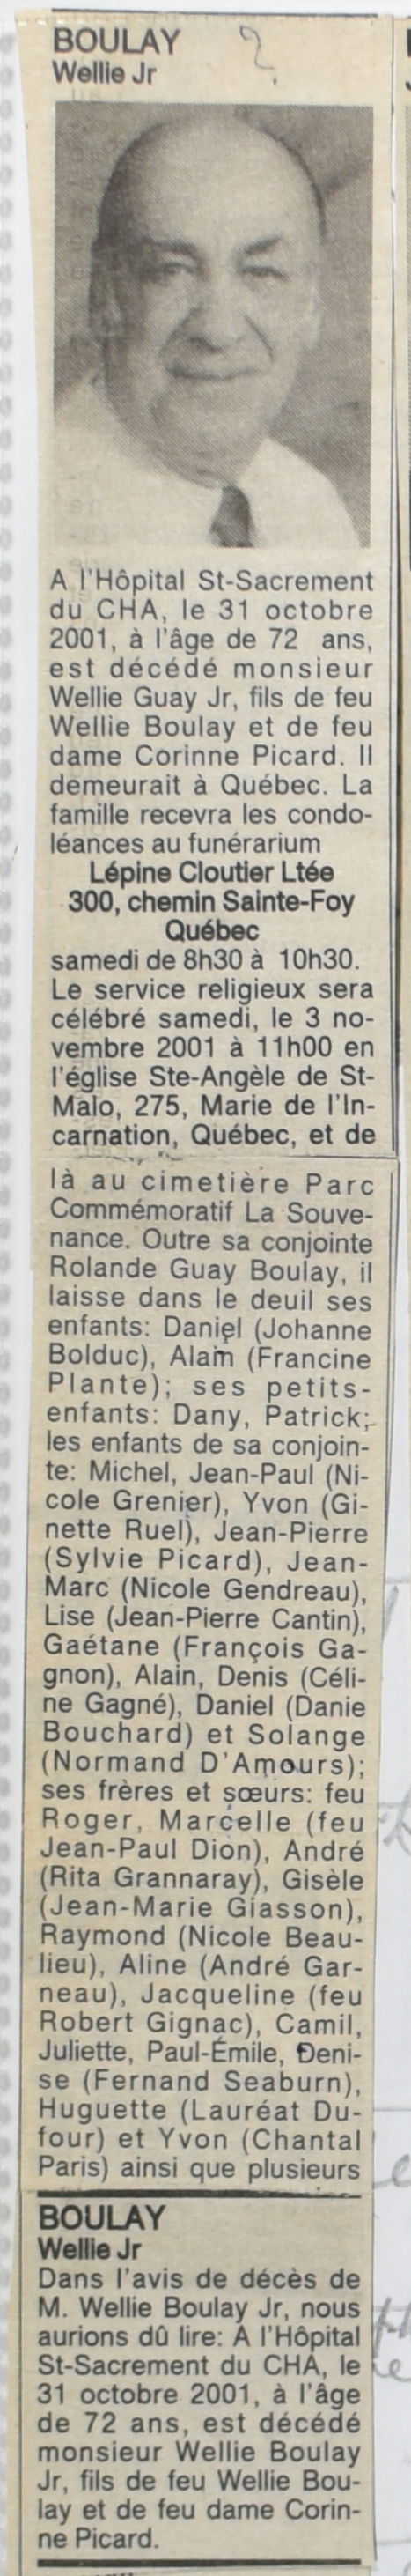 BOULAY
Wellie Jr
A l'Hôpital St-Sacrement
du CHA, le 31 octobre
2001, à l'âge de 72 ans,
est décédé monsieur
Wellie Guay Jr, fils de feu
Wellie Boulay et de feu
dame Corinne Picard. Il
demeurait à Québec. La
famille recevra les condo-
léances au funérarium
Lépine Cloutier Ltée
300, chemin Sainte-Foy
Québec
samedi de 8h30 à 10h30.
Le service religieux sera
célébré samedi, le 3 no-
vembre 2001 à 11h00 en
l'église Ste-Angèle de St-
Malo, 275, Marie de l'In-
carnation, Québec, et de
là au cimetière Parc
Commémoratif La Souve-
nance. Outre sa conjointe
Rolande Guay Boulay, il
laisse dans le deuil ses
enfants: Daniel (Johanne
Bolduc), Alain (Francine
Plante); ses petits-
enfants: Dany, Patrick;
les enfants de sa conjoin-
te: Michel, Jean-Paul (Ni-
cole Grenier), Yvon (Gi-
nette Ruel), Jean-Pierre
(Sylvie Picard), Jean-
Marc (Nicole Gendreau),
Lise (Jean-Pierre Cantin),
Gaétane (François Ga-
gnon), Alain, Denis (Céli-
ne Gagné), Daniel (Danie
Bouchard) et Solange
(Normand D'Amours);
ses frères et sœurs: feu
Roger, Marcelle (feu
Jean-Paul Dion), André
(Rita Grannaray), Gisèle
(Jean-Marie Giasson),
Raymond (Nicole Beau-
lieu), Aline (André Gar-
neau), Jacqueline (feu
Robert Gignac), Camil,
Juliette, Paul-Émile, Deni-
se (Fernand Seaburn),
Huguette (Lauréat Du-
four) et Yvon (Chantal
Paris) ainsi que plusieurs
BOULAY
Wellie Jr
Dans l'avis de décès de
M. Wellie Boulay Jr, nous
aurions dû lire: A l'Hôpital
St-Sacrement du CHA, le
31 octobre 2001, à l'âge
de 72 ans, est décédé
monsieur Wellie Boulay
Jr, fils de feu Wellie Bou-
lay et de feu dame Corin-
ne Picard.